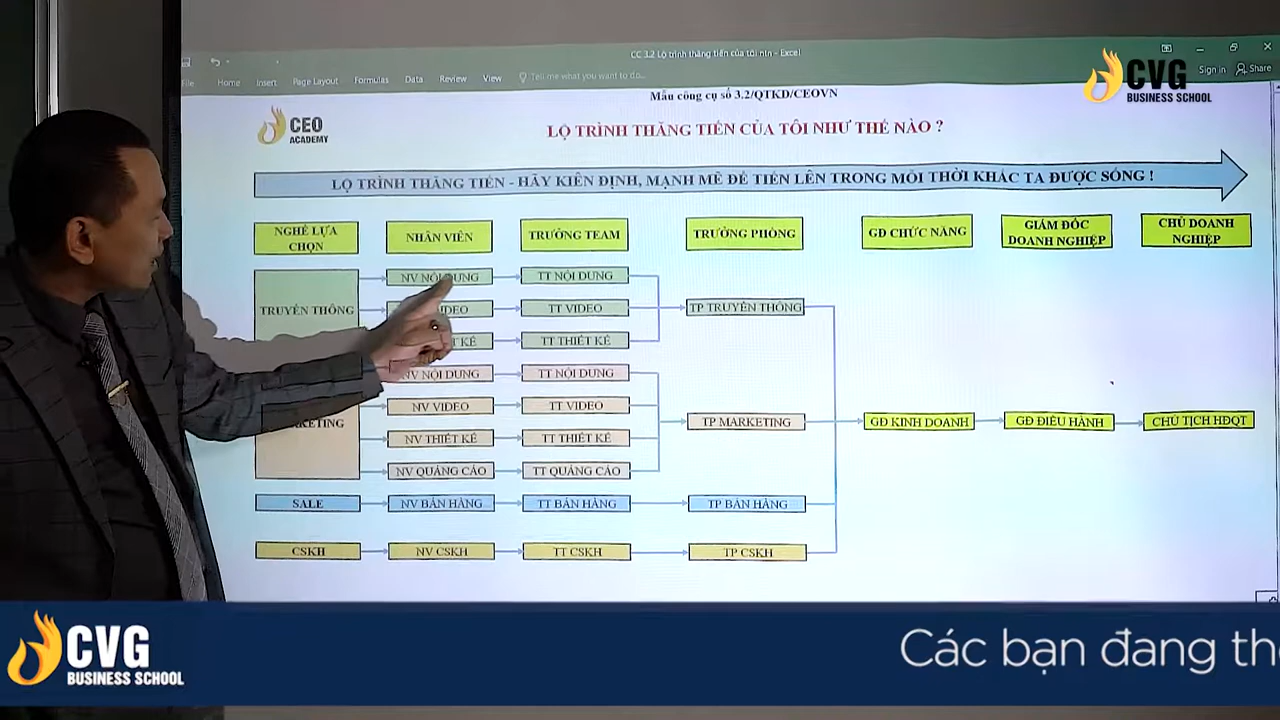 CC 3.2 Lộ trình thăng tiến của tôi ntn - Excel
File Home Insert Page Layout Formulas Data Review View Tell me what you want to do... Sign in Share
CVG
BUSINESS SCHOOL
Mẫu công cụ số 3.2/QTKD/CEOVN
CEO
ACADEMY
LỘ TRÌNH THĂNG TIẾN CỦA TÔI NHƯ THẾ NÀO ?
LỘ TRÌNH THĂNG TIẾN - HÃY KIÊN ĐỊNH, MẠNH MẼ ĐỂ TIẾN LÊN TRONG MỖI THỜI KHẮC TA ĐƯỢC SỐNG !
NGHỀ LỰA
CHỌN
NHÂN VIÊN
TRƯỞNG TEAM
TRƯỞNG PHÒNG
GĐ CHỨC NĂNG
GIÁM ĐỐC
DOANH NGHIỆP
CHỦ DOANH
NGHIỆP
TRUYỀN THÔNG
NV NỘI DUNG
TT NỘI DUNG
TT VIDEO
TP TRUYỀN THÔNG
TT THIẾT KẾ
NV NỘI DUNG
TT NỘI DUNG
NV VIDEO
TT VIDEO
TP MARKETING
GĐ KINH DOANH
GĐ ĐIỀU HÀNH
CHỦ TỊCH HĐQT
NV THIẾT KẾ
TT THIẾT KẾ
NV QUẢNG CÁO
TT QUẢNG CÁO
SALE
NV BÁN HÀNG
TT BÁN HÀNG
TP BÁN HÀNG
CSKH
NV CSKH
TT CSKH
TP CSKH
CVG
BUSINESS SCHOOL
Các bạn đang